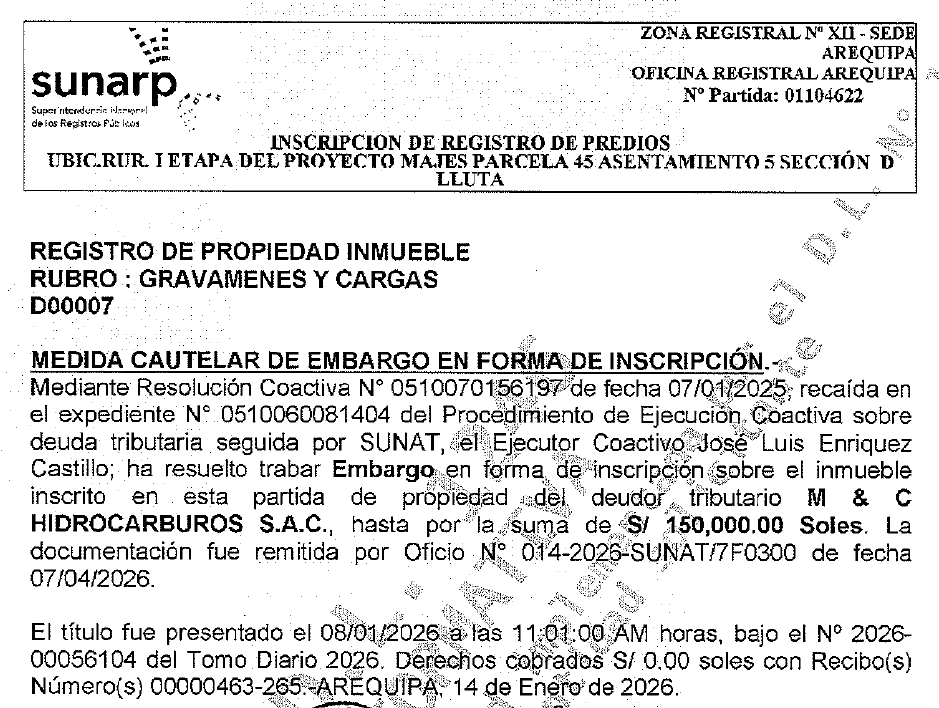 ZONA REGISTRAL Nº XII - SEDE
AREQUIPA
OFICINA REGISTRAL AREQUIPA
Nº Partida: 01104622
sunarp
Superintendencia Nacional
de los Registros Públicos
INSCRIPCION DE REGISTRO DE PREDIOS
UBIC.RUR. I ETAPA DEL PROYECTO MAJES PARCELA 45 ASENTAMIENTO 5 SECCIÓN D
LLUTA
REGISTRO DE PROPIEDAD INMUEBLE
RUBRO : GRAVAMENES Y CARGAS
D00007
MEDIDA CAUTELAR DE EMBARGO EN FORMA DE INSCRIPCIÓN.-
Mediante Resolución Coactiva N° 0510070156197 de fecha 07/01/2025, recaída en
el expediente N° 0510060081404 del Procedimiento de Ejecución Coactiva sobre
deuda tributaria seguida por SUNAT, el Ejecutor Coactivo José Luis Enriquez
Castillo; ha resuelto trabar Embargo en forma de inscripción sobre el inmueble
inscrito en esta partida de propiedad del deudor tributario M & C
HIDROCARBUROS S.A.C., hasta por la suma de S/ 150,000.00 Soles. La
documentación fue remitida por Oficio N° 014-2026-SUNAT/7F0300 de fecha
07/04/2026.
El título fue presentado el 08/01/2026 a las 11:01:00 AM horas, bajo el Nº 2026-
00056104 del Tomo Diario 2026. Derechos cobrados S/ 0.00 soles con Recibo(s)
Número(s) 00000463-265.-AREQUIPA, 14 de Enero de 2026.